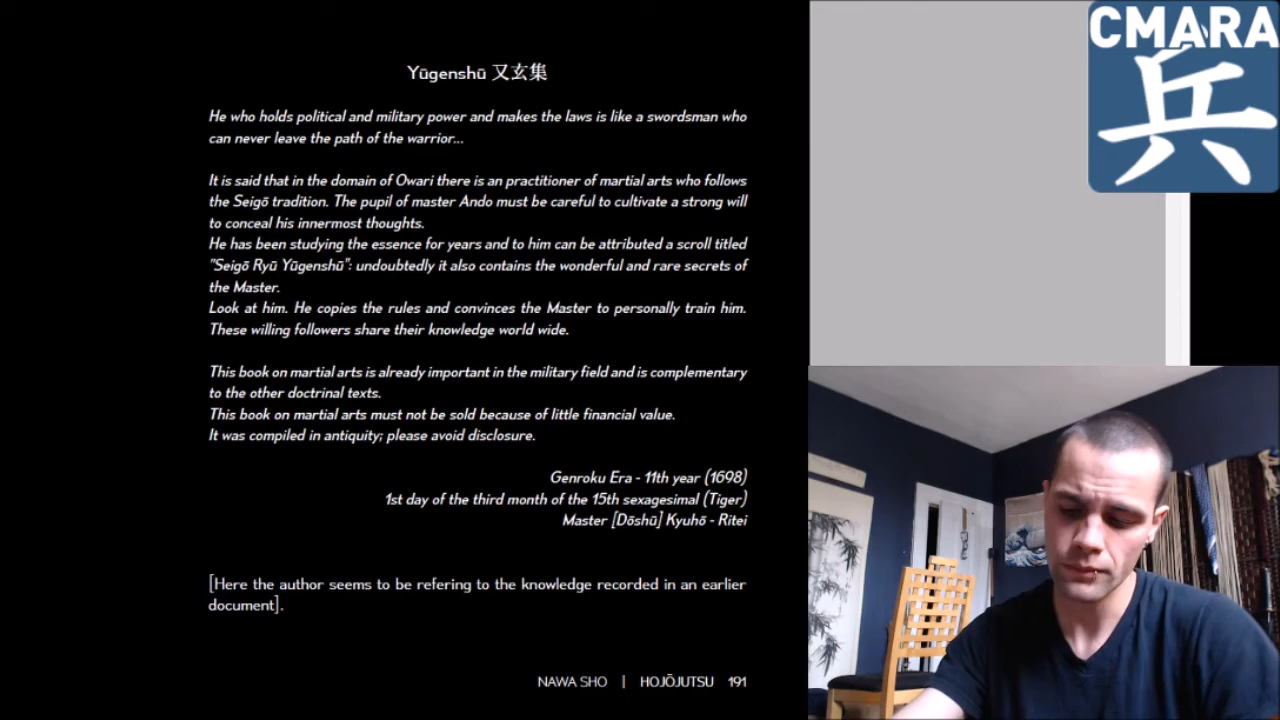 Yūgenshū 又玄集
He who holds political and military power and makes the laws is like a swordsman who
can never leave the path of the warrior...
It is said that in the domain of Owari there is an practitioner of martial arts who follows
the Seigō tradition. The pupil of master Ando must be careful to cultivate a strong will
to conceal his innermost thoughts.
He has been studying the essence for years and to him can be attributed a scroll titled
"Seigō Ryū Yūgenshū": undoubtedly it also contains the wonderful and rare secrets of
the Master.
Look at him. He copies the rules and convinces the Master to personally train him.
These willing followers share their knowledge world wide.
This book on martial arts is already important in the military field and is complementary
to the other doctrinal texts.
This book on martial arts must not be sold because of little financial value.
It was compiled in antiquity; please avoid disclosure.
Genroku Era - 11th year (1698)
1st day of the third month of the 15th sexagesimal (Tiger)
Master [Dōshū] Kyuhō - Ritei
[Here the author seems to be refering to the knowledge recorded in an earlier
document].
NAWA SHO | HOJŌJUTSU 191
CMARA
兵